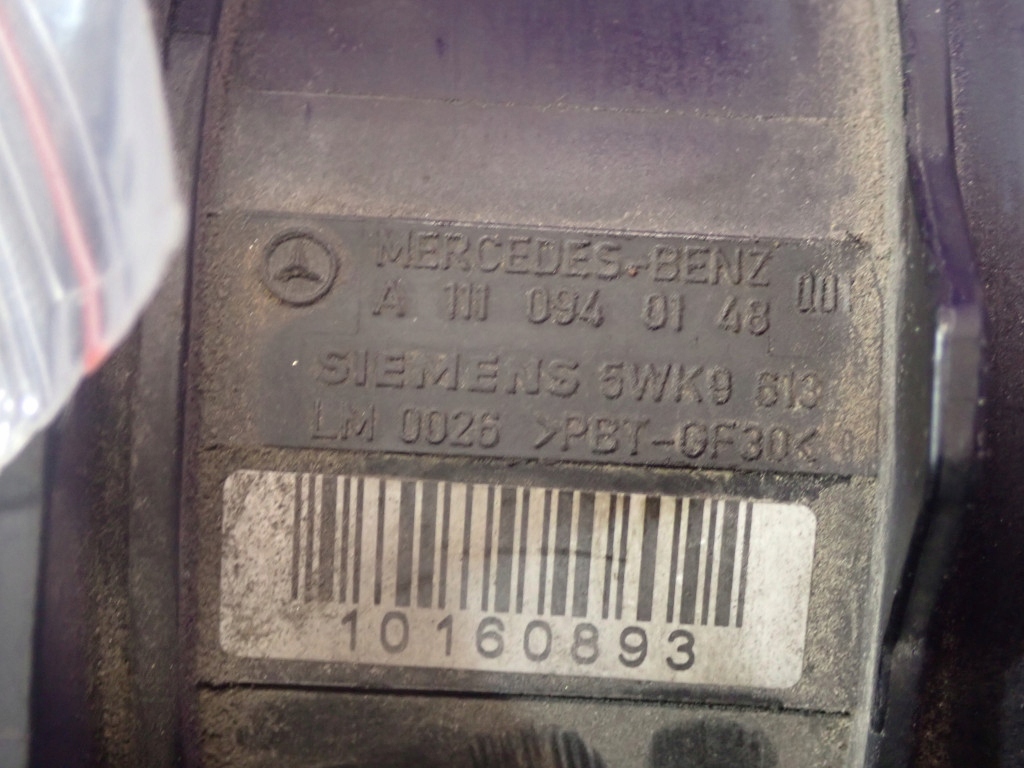 MERCEDES-BENZ
A 111 094 01 48 001
SIEMENS 5WK9 613
LM 0026 >PBT-GF30<
10160893